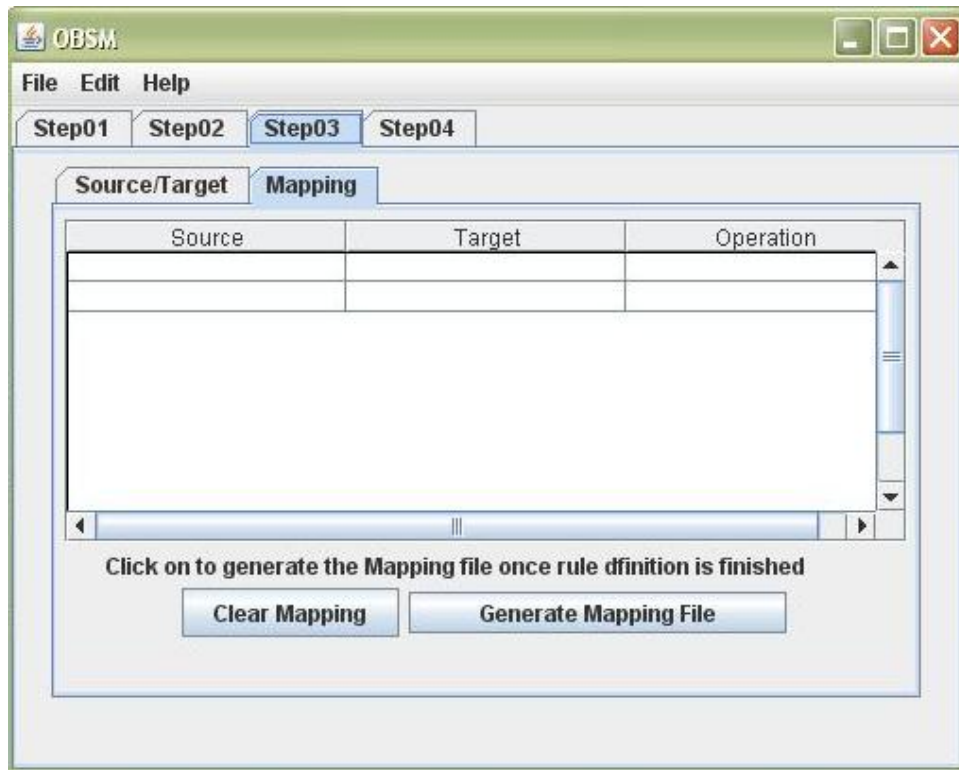 OBSM
File Edit Help
Step01 Step02 Step03 Step04
Source/Target Mapping
Source Target Operation
Click on to generate the Mapping file once rule dfinition is finished
Clear Mapping Generate Mapping File